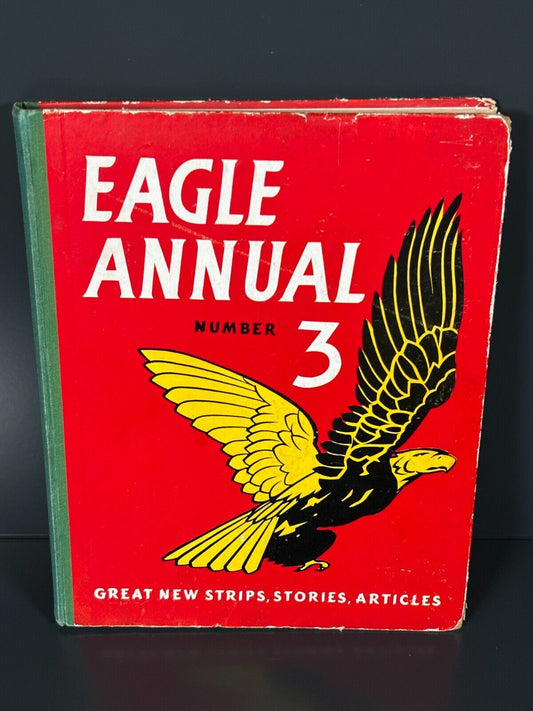 EAGLE
ANNUAL
NUMBER 3
GREAT NEW STRIPS, STORIES, ARTICLES